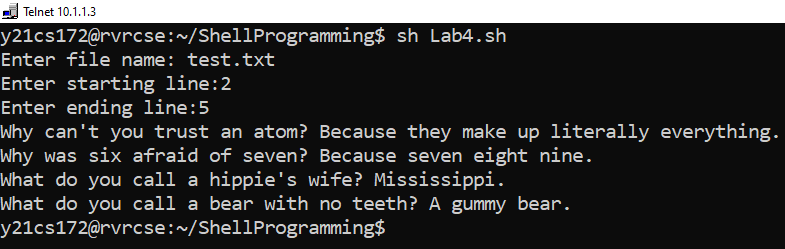 Telnet 10.1.1.3
y21cs172@rvrcse:~/ShellProgramming$ sh Lab4.sh
Enter file name: test.txt
Enter starting line:2
Enter ending line:5
Why can't you trust an atom? Because they make up literally everything.
Why was six afraid of seven? Because seven eight nine.
What do you call a hippie's wife? Mississippi.
What do you call a bear with no teeth? A gummy bear.
y21cs172@rvrcse:~/ShellProgramming$